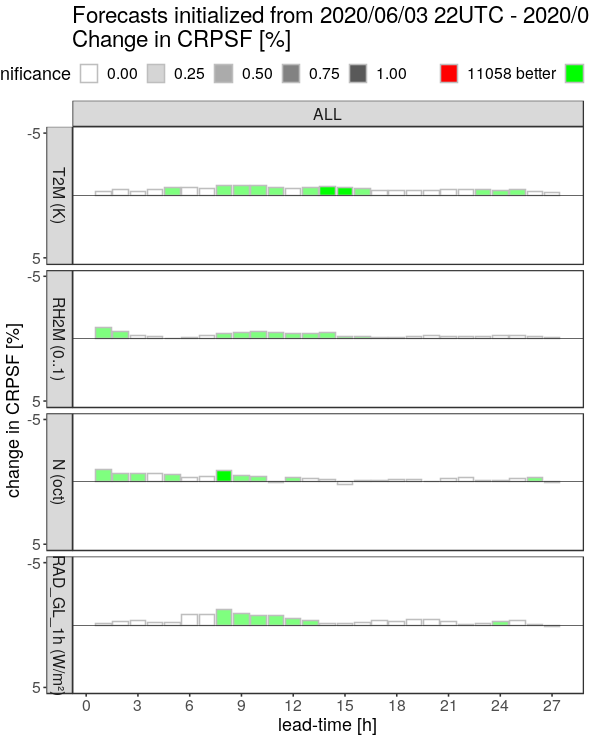 Forecasts initialized from 2020/06/03 22UTC - 2020/0
Change in CRPSF [%]
nificance 0.00 0.25 0.50 0.75 1.00 11058 better
ALL
change in CRPSF [%]
-5
T2M (K)
5
-5
RH2M (0..1)
5
-5
N (oct)
5
-5
RAD_GL_1h (W/m²)
5
0 3 6 9 12 15 18 21 24 27
lead-time [h]